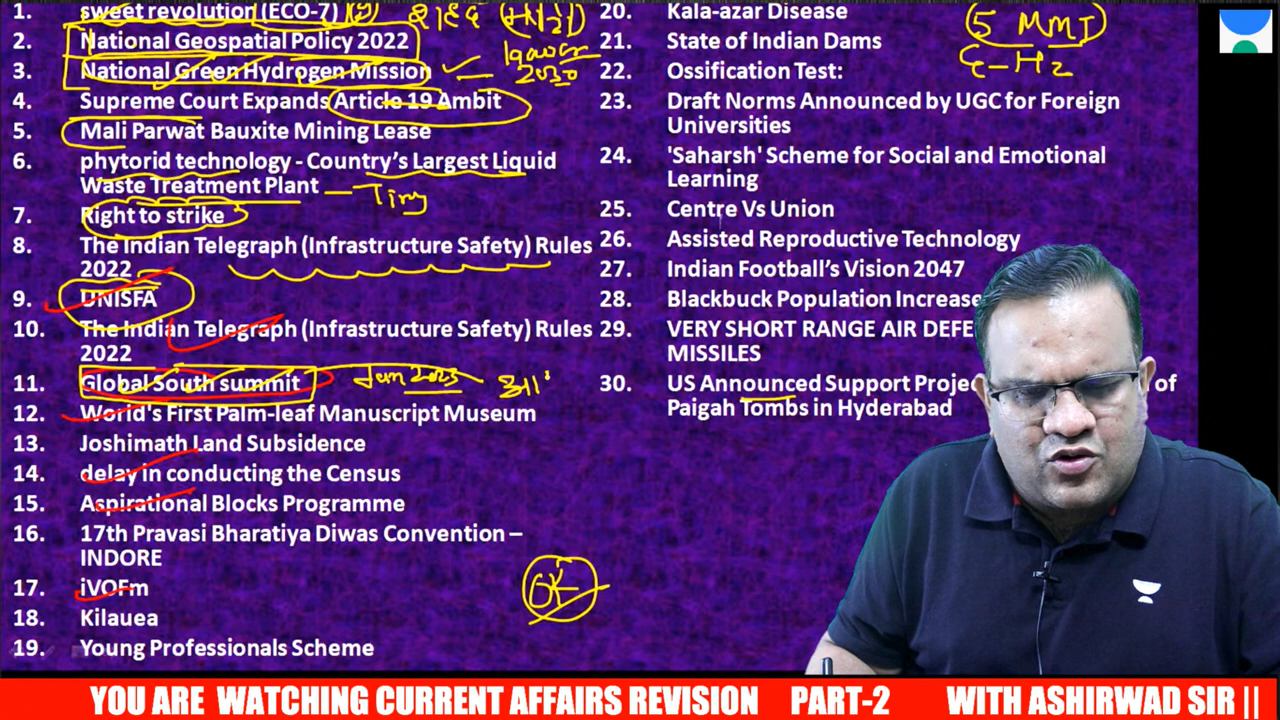 1. sweet revolution (ECO-7)
2. National Geospatial Policy 2022
3. National Green Hydrogen Mission
2030
4. Supreme Court Expands Article 19 Ambit
5. Mali Parwat Bauxite Mining Lease
6. phytorid technology - Country's Largest Liquid
Waste Treatment Plant – Tiny
7. Right to strike
8. The Indian Telegraph (Infrastructure Safety) Rules
2022
9. UNISFA
10. The Indian Telegraph (Infrastructure Safety) Rules
2022
11. Global South summit Jan 2023
12. World's First Palm-leaf Manuscript Museum
13. Joshimath Land Subsidence
14. delay in conducting the Census
15. Aspirational Blocks Programme
16. 17th Pravasi Bharatiya Diwas Convention –
INDORE
17. iVOFm
18. Kilauea
19. Young Professionals Scheme
20. Kala-azar Disease
5 MMT
21. State of Indian Dams
G-H2
22. Ossification Test:
23. Draft Norms Announced by UGC for Foreign
Universities
24. 'Saharsh' Scheme for Social and Emotional
Learning
25. Centre Vs Union
26. Assisted Reproductive Technology
27. Indian Football's Vision 2047
28. Blackbuck Population Increase
29. VERY SHORT RANGE AIR DEFE
MISSILES
30. US Announced Support Projec of
Paigah Tombs in Hyderabad
YOU ARE WATCHING CURRENT AFFAIRS REVISION PART-2 WITH ASHIRWAD SIR ||